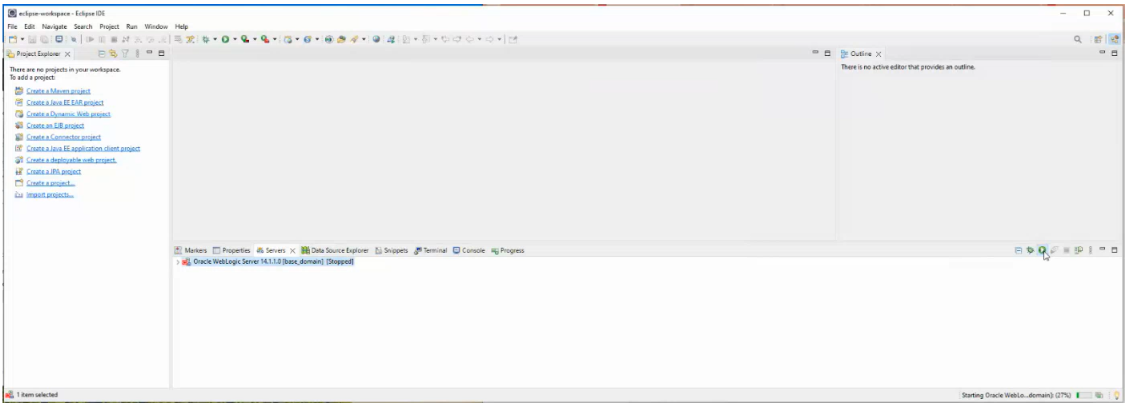 eclipse-workspace - Eclipse IDE
File Edit Navigate Search Project Run Window Help
Project Explorer
There are no projects in your workspace.
To add a project:
Create a Maven project
Create a Java EE EAR project
Create a Dynamic Web project
Create an EJB project
Create a Connector project
Create a Java EE application client project
Create a deployable web project.
Create a JPA project
Create a project...
Import projects...
Outline
There is no active editor that provides an outline.
Markers Properties Servers Data Source Explorer Snippets Terminal Console Progress
Oracle WebLogic Server 14.1.1.0 [base_domain] [Stopped]
1 item selected
Starting Oracle WebLo...domain]: (27%)